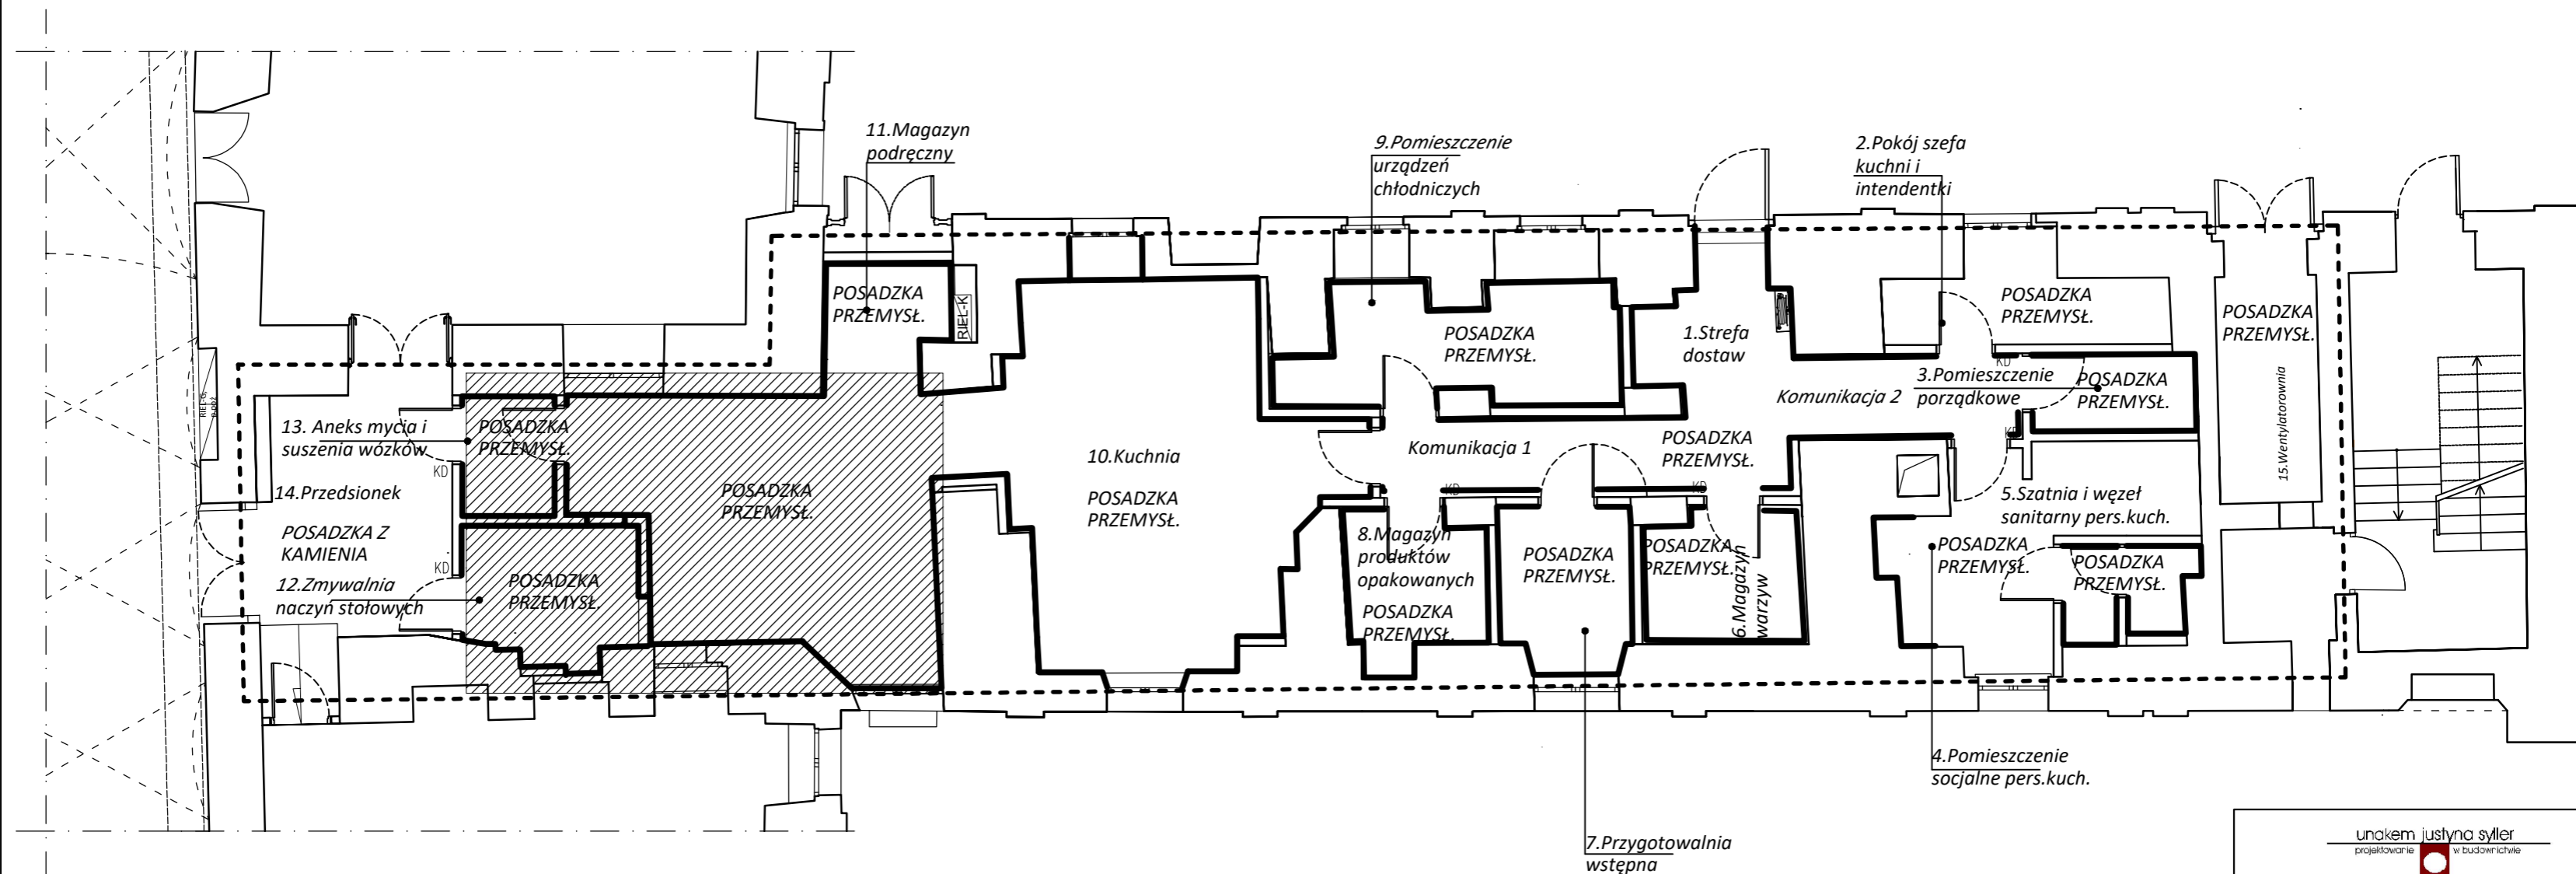 11.Magazyn
podręczny
9.Pomieszczenie
urządzeń
chłodniczych
2.Pokój szefa
kuchni i
intendentki
POSADZKA
PRZEMYSŁ.
RIEL-K
POSADZKA
PRZEMYSŁ.
1.Strefa
dostaw
POSADZKA
PRZEMYSŁ.
POSADZKA
PRZEMYSŁ.
15.Wentylatorownia
KD
3.Pomieszczenie
porządkowe
POSADZKA
PRZEMYSŁ.
Komunikacja 2
13. Aneks mycia i
suszenia wózków
POSADZKA
PRZEMYSŁ.
KD
14.Przedsionek
POSADZKA Z
KAMIENIA
POSADZKA
PRZEMYSŁ.
10.Kuchnia
POSADZKA
PRZEMYSŁ.
Komunikacja 1
POSADZKA
PRZEMYSŁ.
KD
KD
KD
5.Szatnia i węzeł
sanitarny pers.kuch.
KD
12.Zmywalnia
naczyń stołowych
POSADZKA
PRZEMYSŁ.
8.Magazyn
produktów
opakowanych
POSADZKA
PRZEMYSŁ.
POSADZKA
PRZEMYSŁ.
POSADZKA
PRZEMYSŁ.
6.Magazyn
warzyw
POSADZKA
PRZEMYSŁ.
POSADZKA
PRZEMYSŁ.
4.Pomieszczenie
socjalne pers.kuch.
7.Przygotowalnia
wstępna
unakem justyna syller
projektowanie w budownictwie